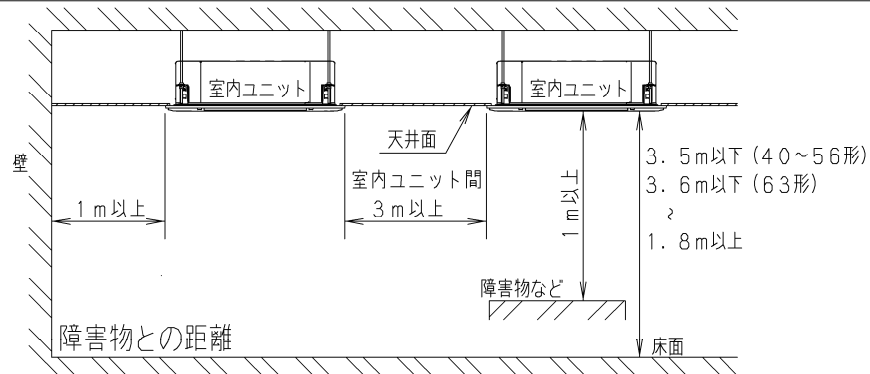 室内ユニット
室内ユニット
天井面
壁
室内ユニット間
1m以上
3m以上
1m以上
3.5m以下(40~56形)
3.6m以下(63形)
~
1.8m以上
障害物など
障害物との距離
床面